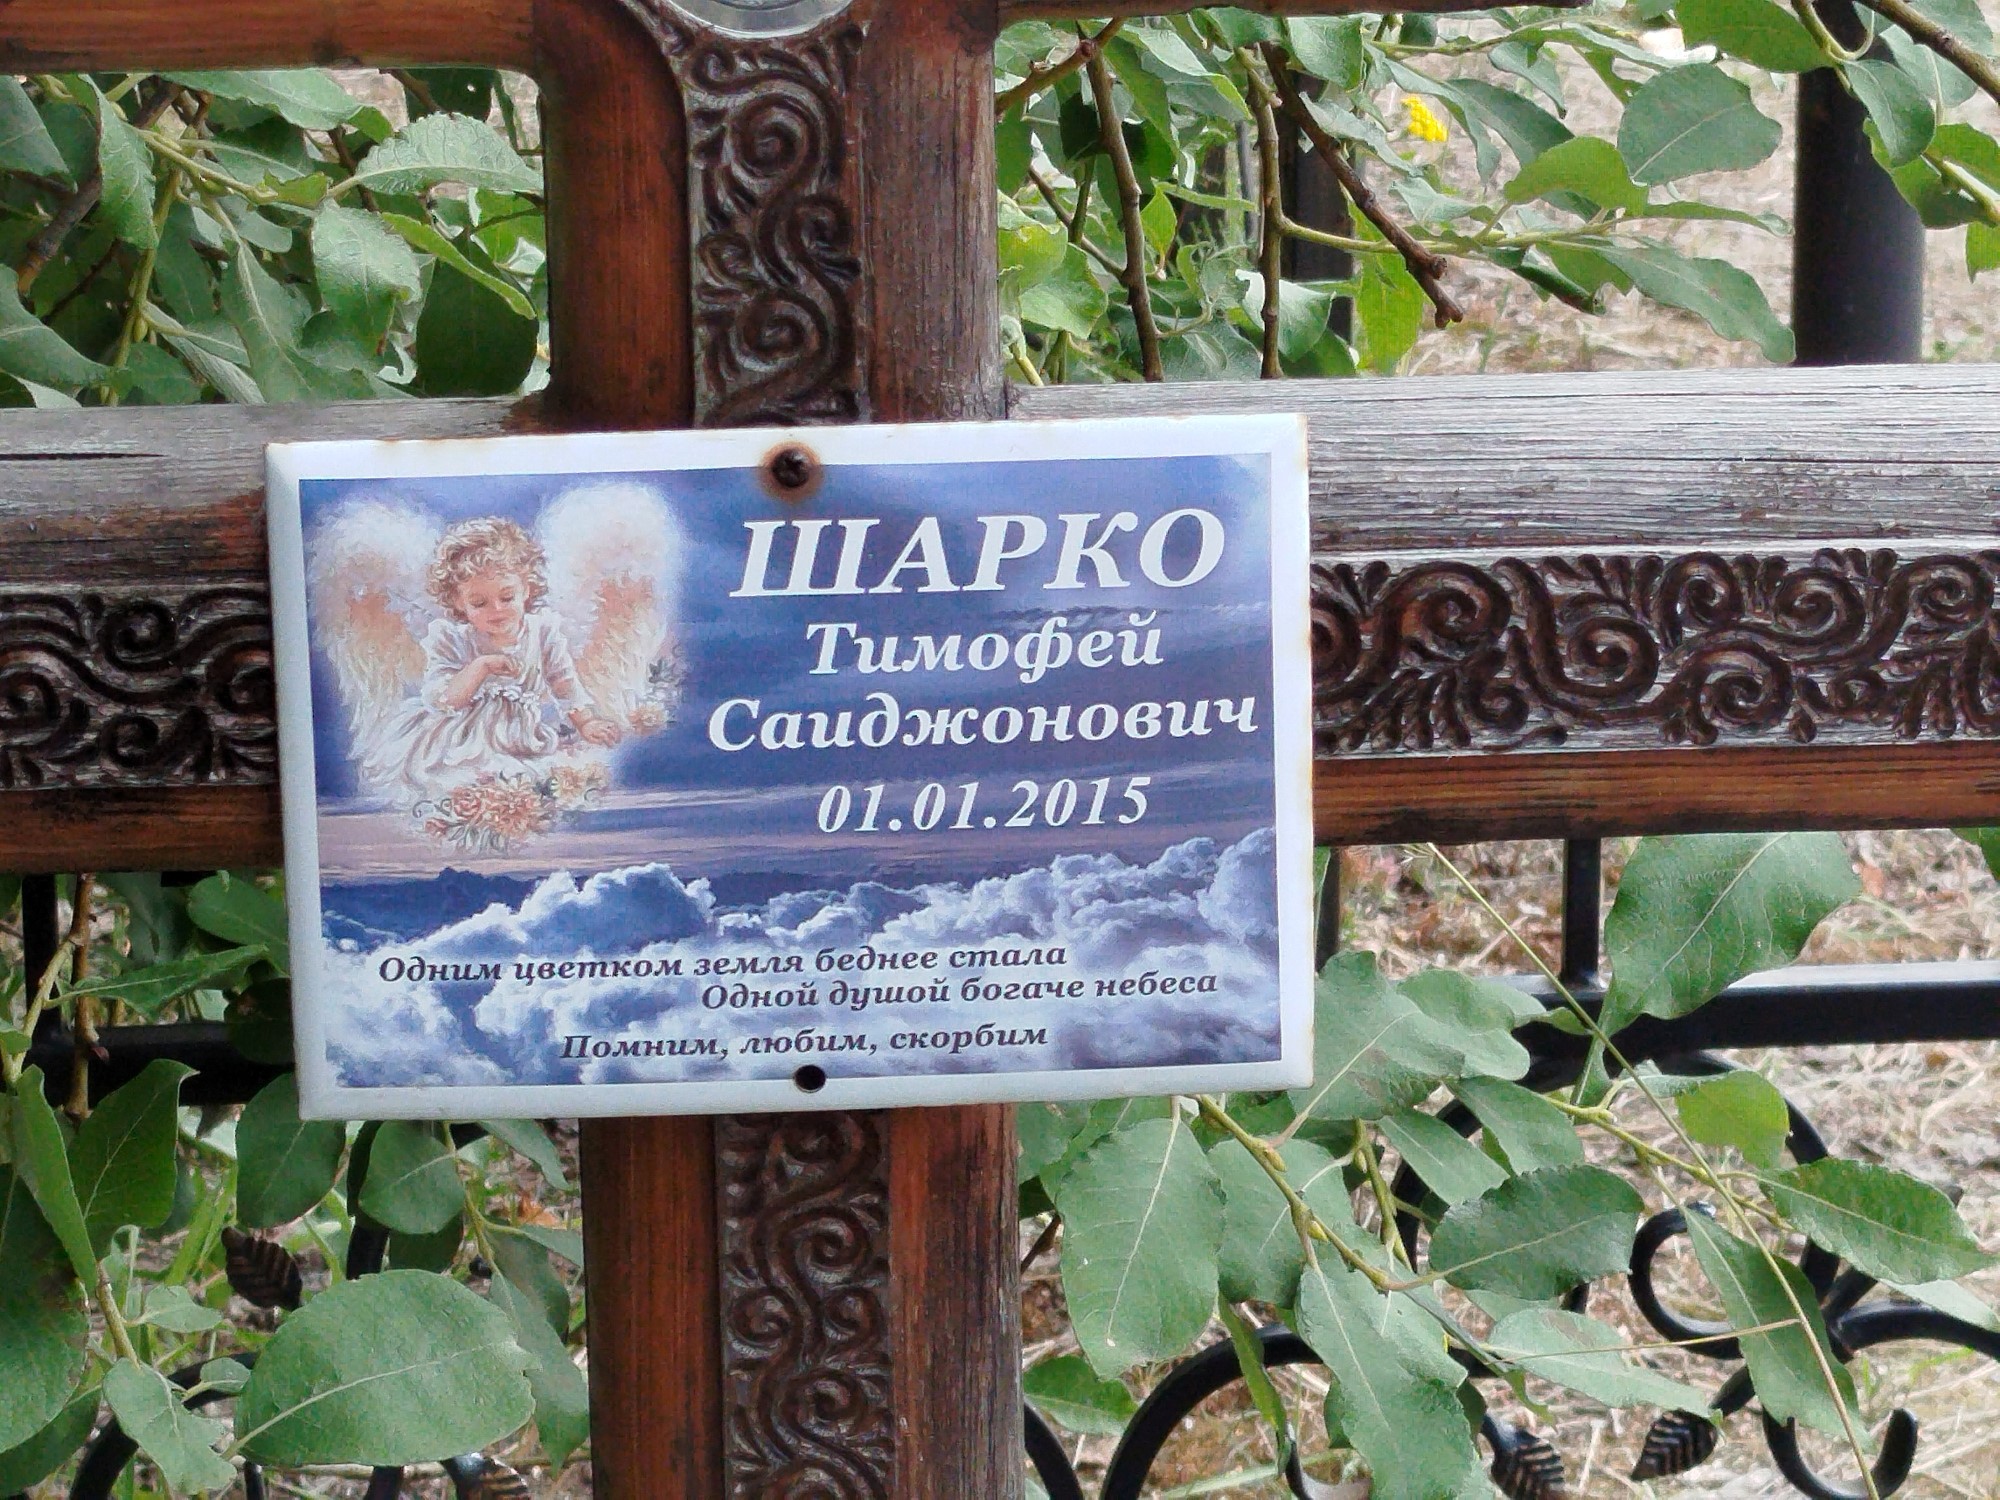 ШАРКО
Тимофей
Саиджонович
01.01.2015
Одним цветком земля беднее стала
Одной душой богаче небеса
Помним, любим, скорбим